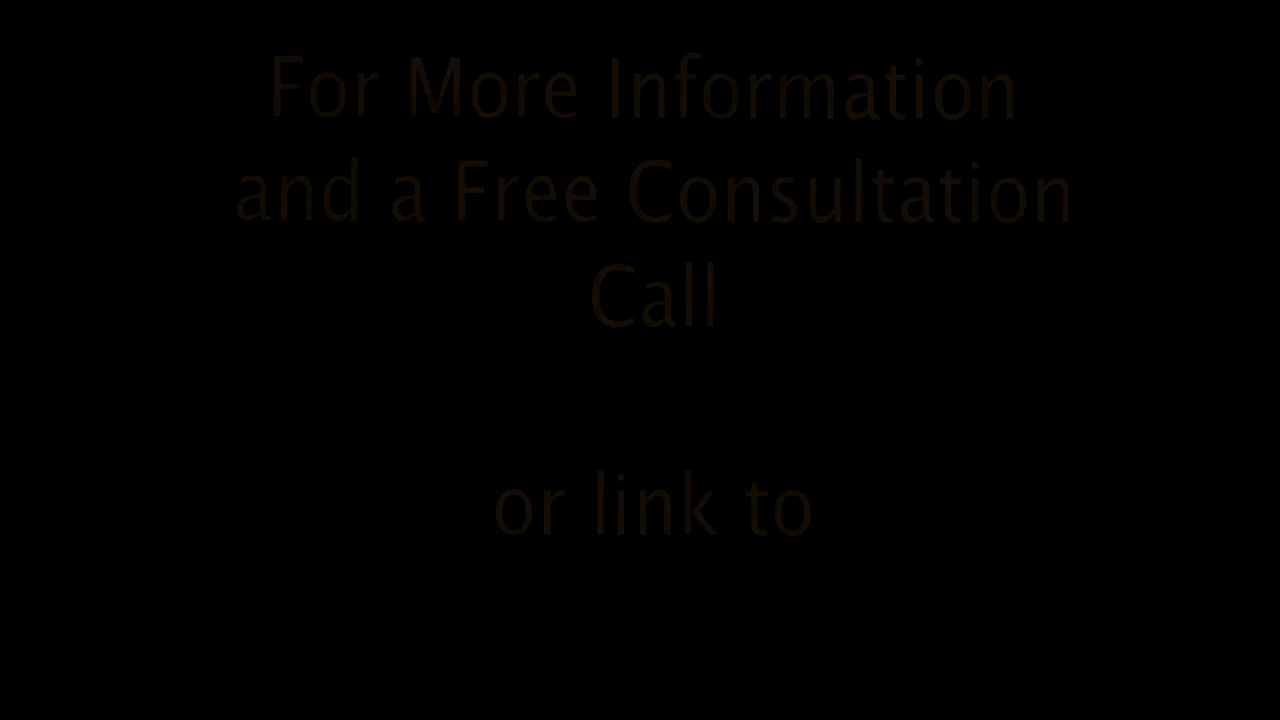 For More Information
and a Free Consultation
Call
or link to